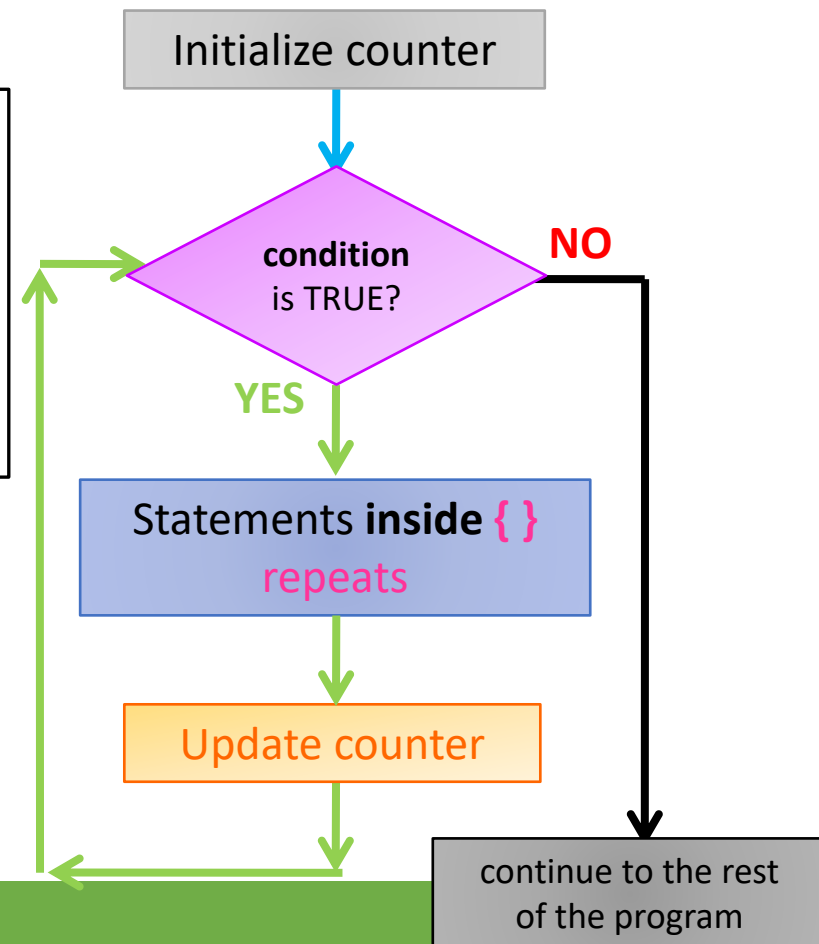 Initialize counter
condition
is TRUE?
NO
YES
Statements inside { }
repeats
Update counter
continue to the rest
of the program